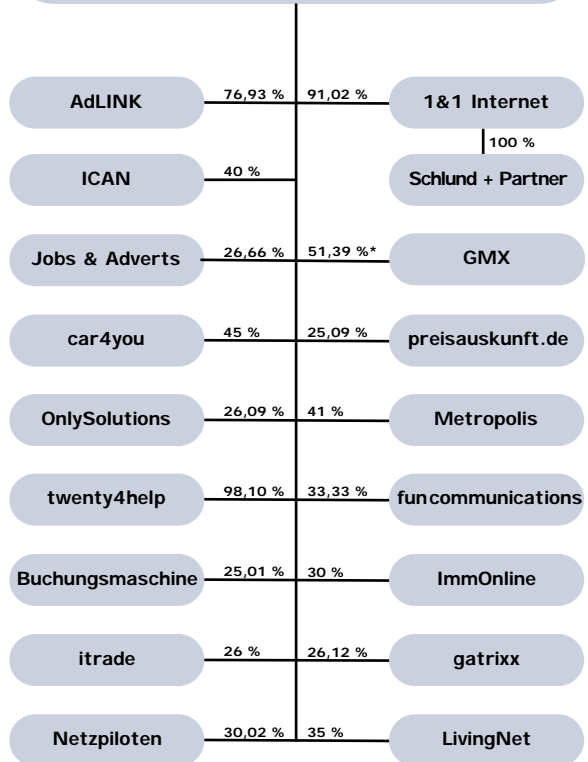 AdLINK 76,93 % 91,02 % 1&1 Internet
100 %
ICAN 40 % Schlund + Partner
Jobs & Adverts 26,66 % 51,39 %* GMX
car4you 45 % 25,09 % preisauskunft.de
OnlySolutions 26,09 % 41 % Metropolis
twenty4help 98,10 % 33,33 % funcommunications
Buchungsmaschine 25,01 % 30 % ImmOnline
itrade 26 % 26,12 % gatrixx
Netzpiloten 30,02 % 35 % LivingNet